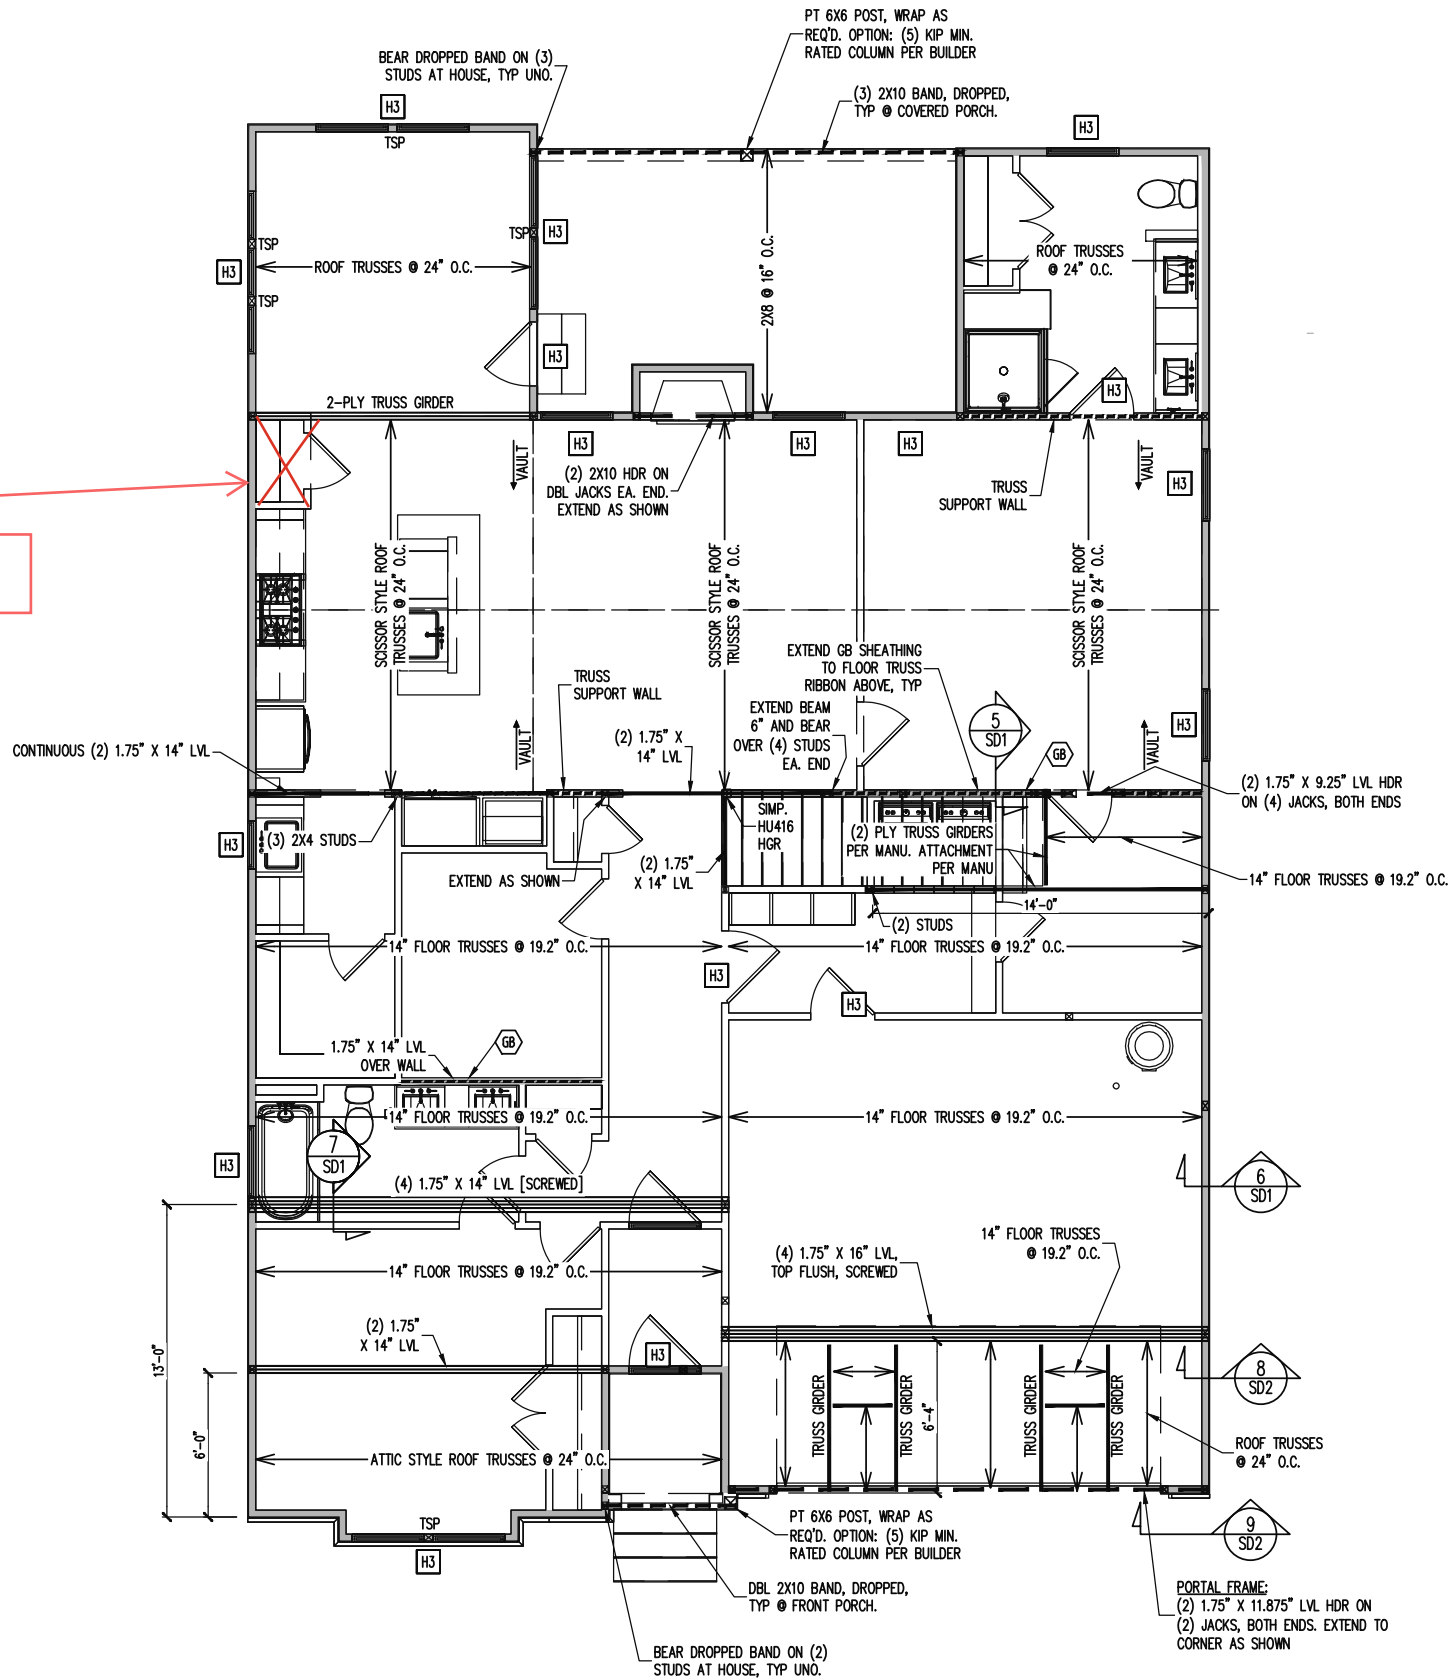 PT 6X6 POST, WRAP AS
REQ'D. OPTION: (5) KIP MIN.
RATED COLUMN PER BUILDER
BEAR DROPPED BAND ON (3)
STUDS AT HOUSE, TYP UNO.
(3) 2X10 BAND, DROPPED,
TYP @ COVERED PORCH.
H3
TSP
H3
TSP
TSP
H3
H3
TSP
ROOF TRUSSES @ 24" O.C.
2X8 @ 16" O.C.
ROOF TRUSSES
@ 24" O.C.
H3
H3
2-PLY TRUSS GIRDER
H3
H3
H3
VAULT
VAULT
(2) 2X10 HDR ON
DBL JACKS EA. END.
EXTEND AS SHOWN
TRUSS
SUPPORT WALL
H3
SCISSOR STYLE ROOF
TRUSSES @ 24" O.C.
SCISSOR STYLE ROOF
TRUSSES @ 24" O.C.
SCISSOR STYLE ROOF
TRUSSES @ 24" O.C.
EXTEND GB SHEATHING
TO FLOOR TRUSS
RIBBON ABOVE, TYP
TRUSS
SUPPORT WALL
EXTEND BEAM
6" AND BEAR
OVER (4) STUDS
EA. END
5
SD1
H3
VAULT
VAULT
GB
CONTINUOUS (2) 1.75" X 14" LVL
(2) 1.75" X
14" LVL
(2) 1.75" X 9.25" LVL HDR
ON (4) JACKS, BOTH ENDS
SIMP.
HU416
HGR
H3
(3) 2X4 STUDS
(2) PLY TRUSS GIRDERS
PER MANU. ATTACHMENT
PER MANU
EXTEND AS SHOWN
(2) 1.75"
X 14" LVL
14" FLOOR TRUSSES @ 19.2" O.C.
14'-0"
(2) STUDS
14" FLOOR TRUSSES @ 19.2" O.C.
14" FLOOR TRUSSES @ 19.2" O.C.
H3
H3
1.75" X 14" LVL
OVER WALL
GB
14" FLOOR TRUSSES @ 19.2" O.C.
14" FLOOR TRUSSES @ 19.2" O.C.
7
SD1
H3
(4) 1.75" X 14" LVL [SCREWED]
6
SD1
14" FLOOR TRUSSES
@ 19.2" O.C.
(4) 1.75" X 16" LVL,
TOP FLUSH, SCREWED
14" FLOOR TRUSSES @ 19.2" O.C.
(2) 1.75"
X 14" LVL
13'-0"
H3
8
SD2
TRUSS GIRDER
TRUSS GIRDER
6'-4"
TRUSS GIRDER
TRUSS GIRDER
6'-0"
ATTIC STYLE ROOF TRUSSES @ 24" O.C.
ROOF TRUSSES
@ 24" O.C.
TSP
H3
PT 6X6 POST, WRAP AS
REQ'D. OPTION: (5) KIP MIN.
RATED COLUMN PER BUILDER
9
SD2
DBL 2X10 BAND, DROPPED,
TYP @ FRONT PORCH.
PORTAL FRAME:
(2) 1.75" X 11.875" LVL HDR ON
(2) JACKS, BOTH ENDS. EXTEND TO
CORNER AS SHOWN
BEAR DROPPED BAND ON (2)
STUDS AT HOUSE, TYP UNO.